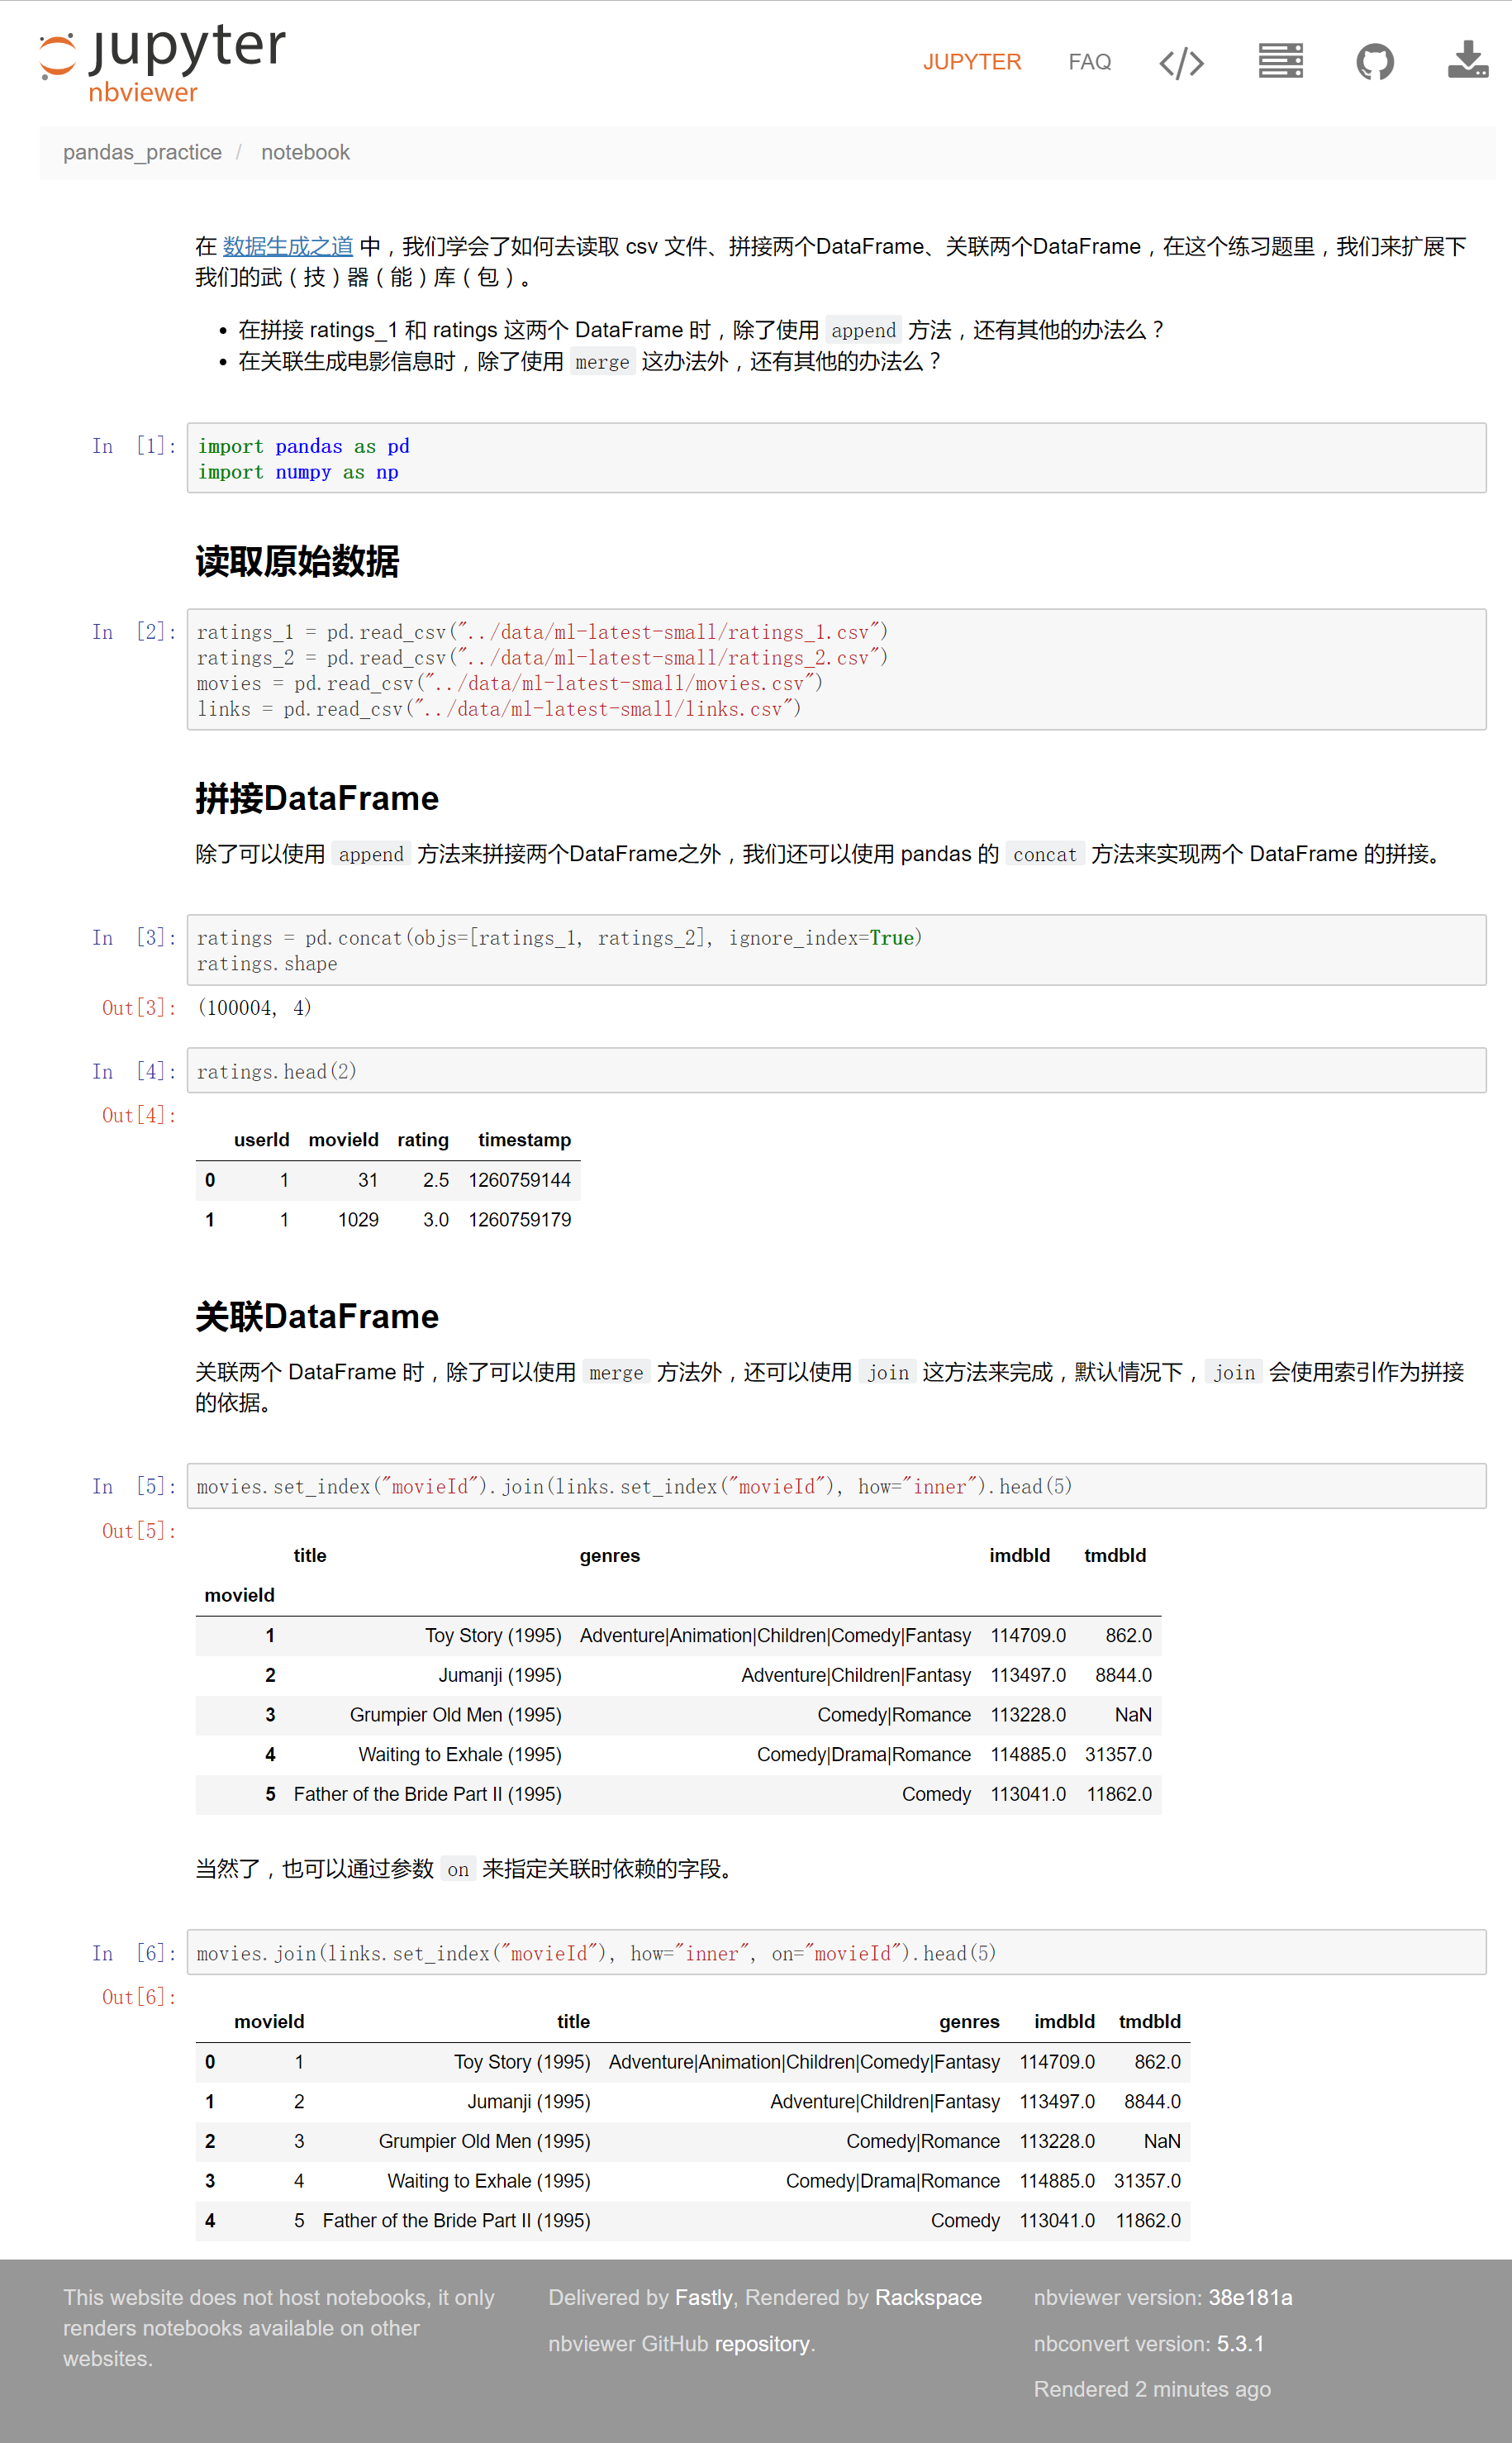 jupyter
nbviewer
JUPYTER FAQ
pandas_practice / notebook
在 数据生成之道 中，我们学会了如何去读取 csv 文件、拼接两个DataFrame、关联两个DataFrame，在这个练习题里，我们来扩展下
我们的武（技）器（能）库（包）。
• 在拼接 ratings_1 和 ratings 这两个 DataFrame 时，除了使用 append 方法，还有其他的办法么？
• 在关联生成电影信息时，除了使用 merge 这办法外，还有其他的办法么？
In [1]: import pandas as pd
import numpy as np
读取原始数据
In [2]: ratings_1 = pd.read_csv("../data/ml-latest-small/ratings_1.csv")
ratings_2 = pd.read_csv("../data/ml-latest-small/ratings_2.csv")
movies = pd.read_csv("../data/ml-latest-small/movies.csv")
links = pd.read_csv("../data/ml-latest-small/links.csv")
拼接DataFrame
除了可以使用 append 方法来拼接两个DataFrame之外，我们还可以使用 pandas 的 concat 方法来实现两个 DataFrame 的拼接。
In [3]: ratings = pd.concat(objs=[ratings_1, ratings_2], ignore_index=True)
ratings.shape
Out[3]: (100004, 4)
In [4]: ratings.head(2)
Out[4]:
userId movieId rating timestamp
0 1 31 2.5 1260759144
1 1 1029 3.0 1260759179
关联DataFrame
关联两个 DataFrame 时，除了可以使用 merge 方法外，还可以使用 join 这方法来完成，默认情况下，join 会使用索引作为拼接
的依据。
In [5]: movies.set_index("movieId").join(links.set_index("movieId"), how="inner").head(5)
Out[5]:
title genres imdbId tmdbId
movieId
1 Toy Story (1995) Adventure|Animation|Children|Comedy|Fantasy 114709.0 862.0
2 Jumanji (1995) Adventure|Children|Fantasy 113497.0 8844.0
3 Grumpier Old Men (1995) Comedy|Romance 113228.0 NaN
4 Waiting to Exhale (1995) Comedy|Drama|Romance 114885.0 31357.0
5 Father of the Bride Part II (1995) Comedy 113041.0 11862.0
当然了，也可以通过参数 on 来指定关联时依赖的字段。
In [6]: movies.join(links.set_index("movieId"), how="inner", on="movieId").head(5)
Out[6]:
movieId title genres imdbId tmdbId
0 1 Toy Story (1995) Adventure|Animation|Children|Comedy|Fantasy 114709.0 862.0
1 2 Jumanji (1995) Adventure|Children|Fantasy 113497.0 8844.0
2 3 Grumpier Old Men (1995) Comedy|Romance 113228.0 NaN
3 4 Waiting to Exhale (1995) Comedy|Drama|Romance 114885.0 31357.0
4 5 Father of the Bride Part II (1995) Comedy 113041.0 11862.0
This website does not host notebooks, it only
renders notebooks available on other
websites.
Delivered by Fastly, Rendered by Rackspace
nbviewer GitHub repository.
nbviewer version: 38e181a
nbconvert version: 5.3.1
Rendered 2 minutes ago